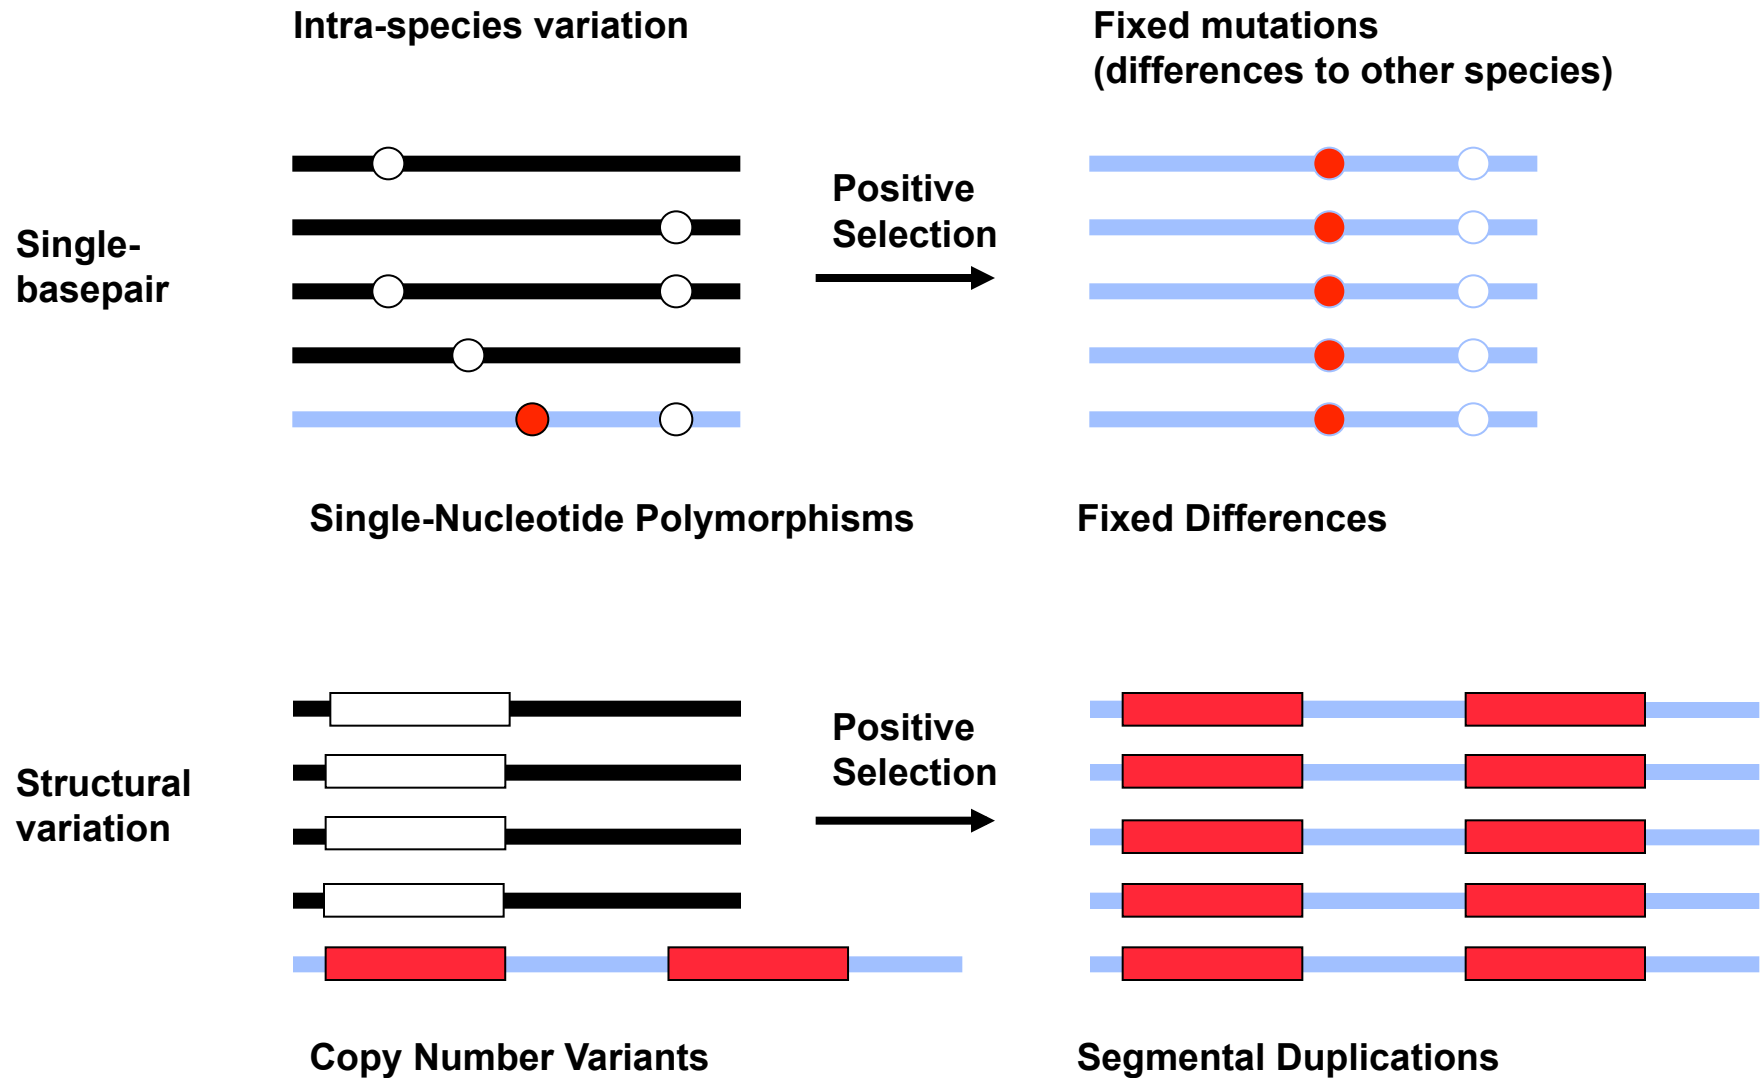 Intra-species variation
Fixed mutations
(differences to other species)
Single-
basepair
Positive
Selection
Single-Nucleotide Polymorphisms
Fixed Differences
Structural
variation
Positive
Selection
Copy Number Variants
Segmental Duplications